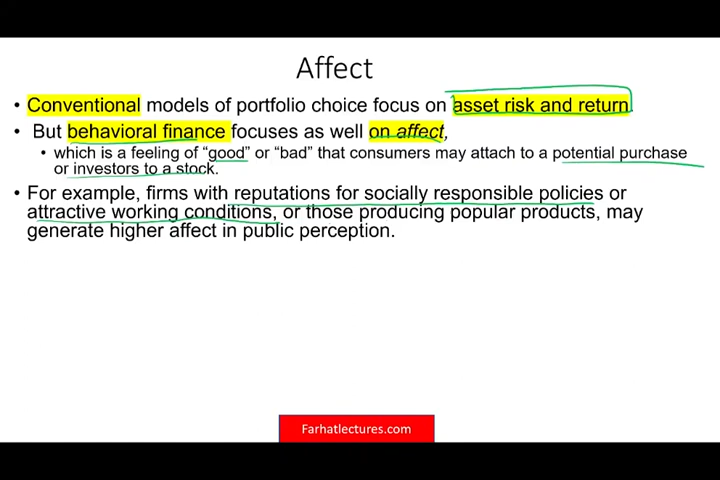 Affect
• Conventional models of portfolio choice focus on asset risk and return.
• But behavioral finance focuses as well on affect,
• which is a feeling of “good” or “bad” that consumers may attach to a potential purchase
or investors to a stock.
• For example, firms with reputations for socially responsible policies or
attractive working conditions, or those producing popular products, may
generate higher affect in public perception.
Farhatlectures.com